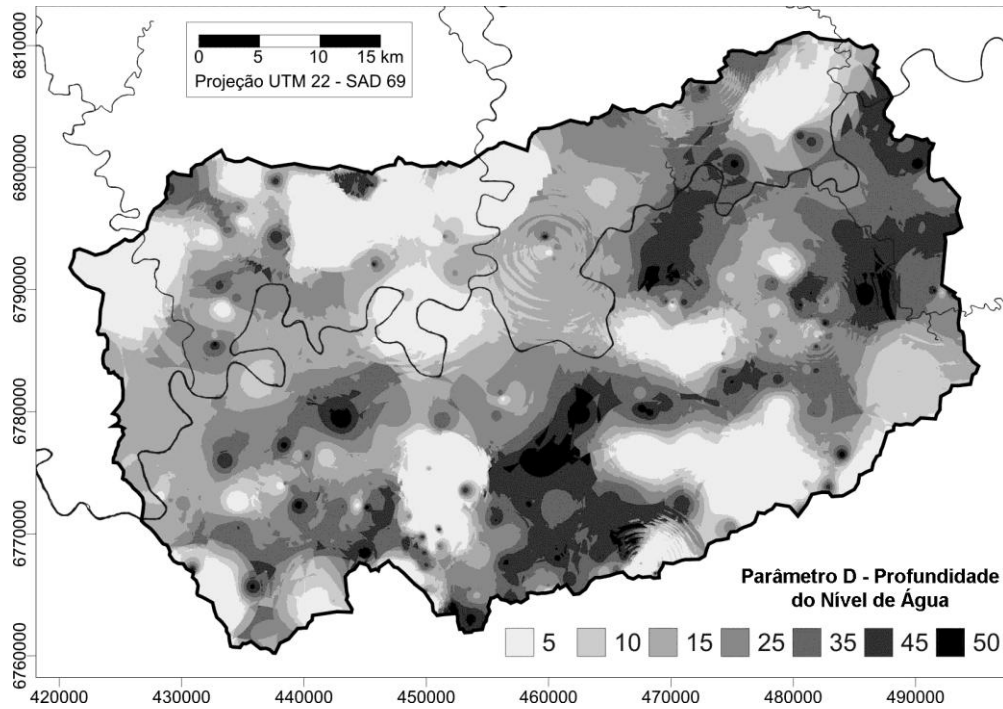 6810000
6800000
6790000
6780000
6770000
6760000
0 5 10 15 km
Projeção UTM 22 - SAD 69
Parâmetro D - Profundidade
do Nível de Água
5 10 15 25 35 45 50
420000 430000 440000 450000 460000 470000 480000 490000